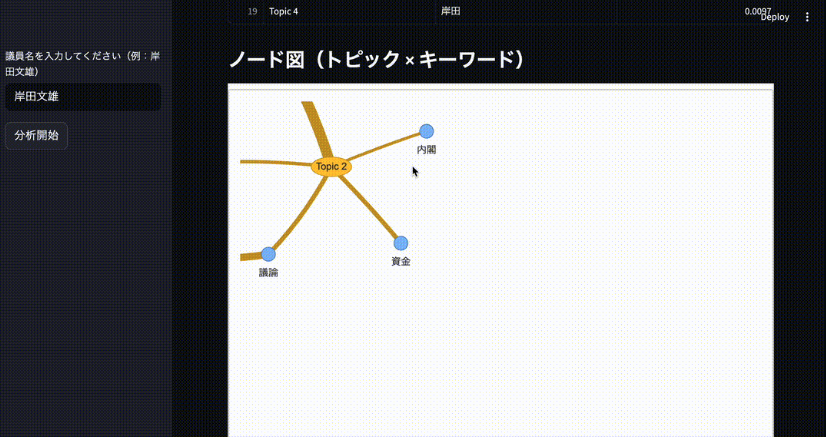 19 Topic 4 岸田 0.0097
Deploy
議員名を入力してください（例：岸
田文雄）
岸田文雄
分析開始
ノード図（トピック × キーワード）
内閣
Topic 2
資金
議論